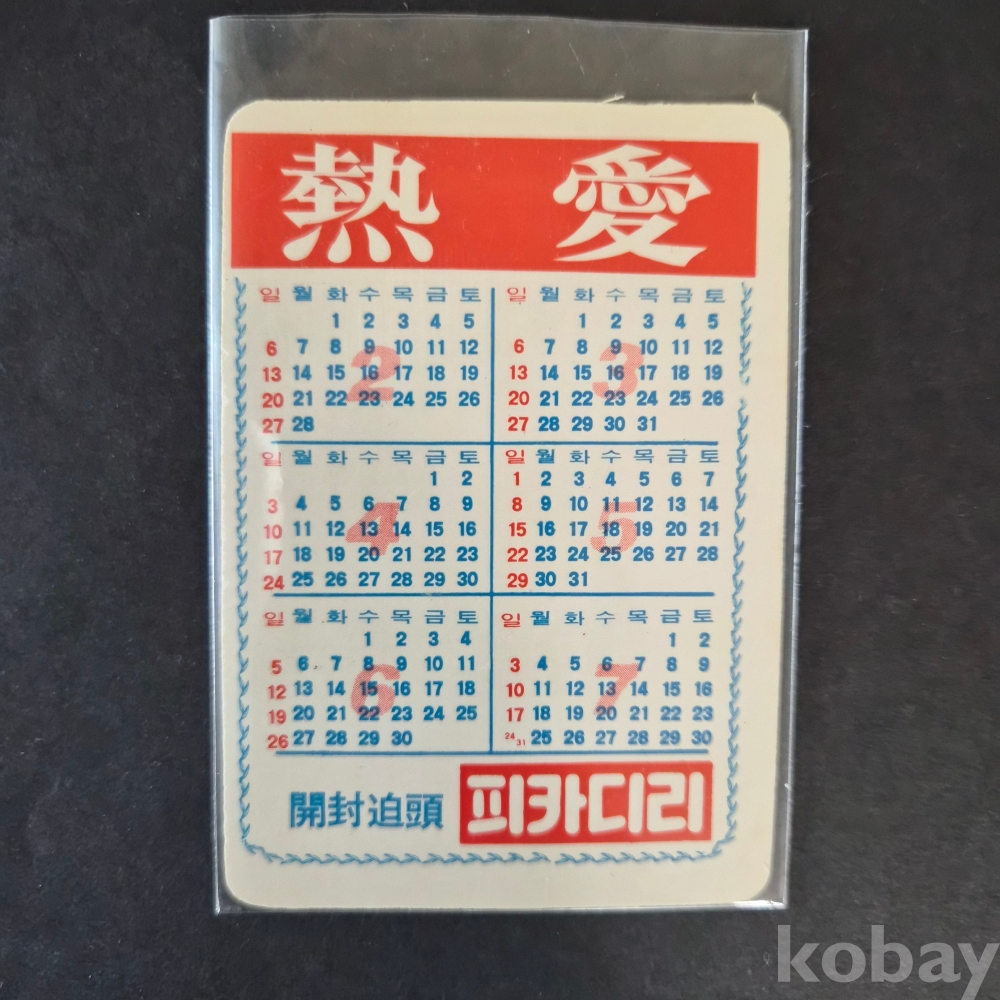 熱 愛
일 월 화 수 목 금 토
1 2 3 4 5
6 7 8 9 10 11 12
13 14 15 16 17 18 19
20 21 22 23 24 25 26
27 28
2
일 월 화 수 목 금 토
1 2 3 4 5
6 7 8 9 10 11 12
13 14 15 16 17 18 19
20 21 22 23 24 25 26
27 28 29 30 31
3
일 월 화 수 목 금 토
1 2
3 4 5 6 7 8 9
10 11 12 13 14 15 16
17 18 19 20 21 22 23
24 25 26 27 28 29 30
4
일 월 화 수 목 금 토
1 2 3 4 5 6 7
8 9 10 11 12 13 14
15 16 17 18 19 20 21
22 23 24 25 26 27 28
29 30 31
5
일 월 화 수 목 금 토
1 2 3 4
5 6 7 8 9 10 11
12 13 14 15 16 17 18
19 20 21 22 23 24 25
26 27 28 29 30
6
일 월 화 수 목 금 토
1 2
3 4 5 6 7 8 9
10 11 12 13 14 15 16
17 18 19 20 21 22 23
24 31 25 26 27 28 29 30
7
開封迫頭 피카디리
kobay